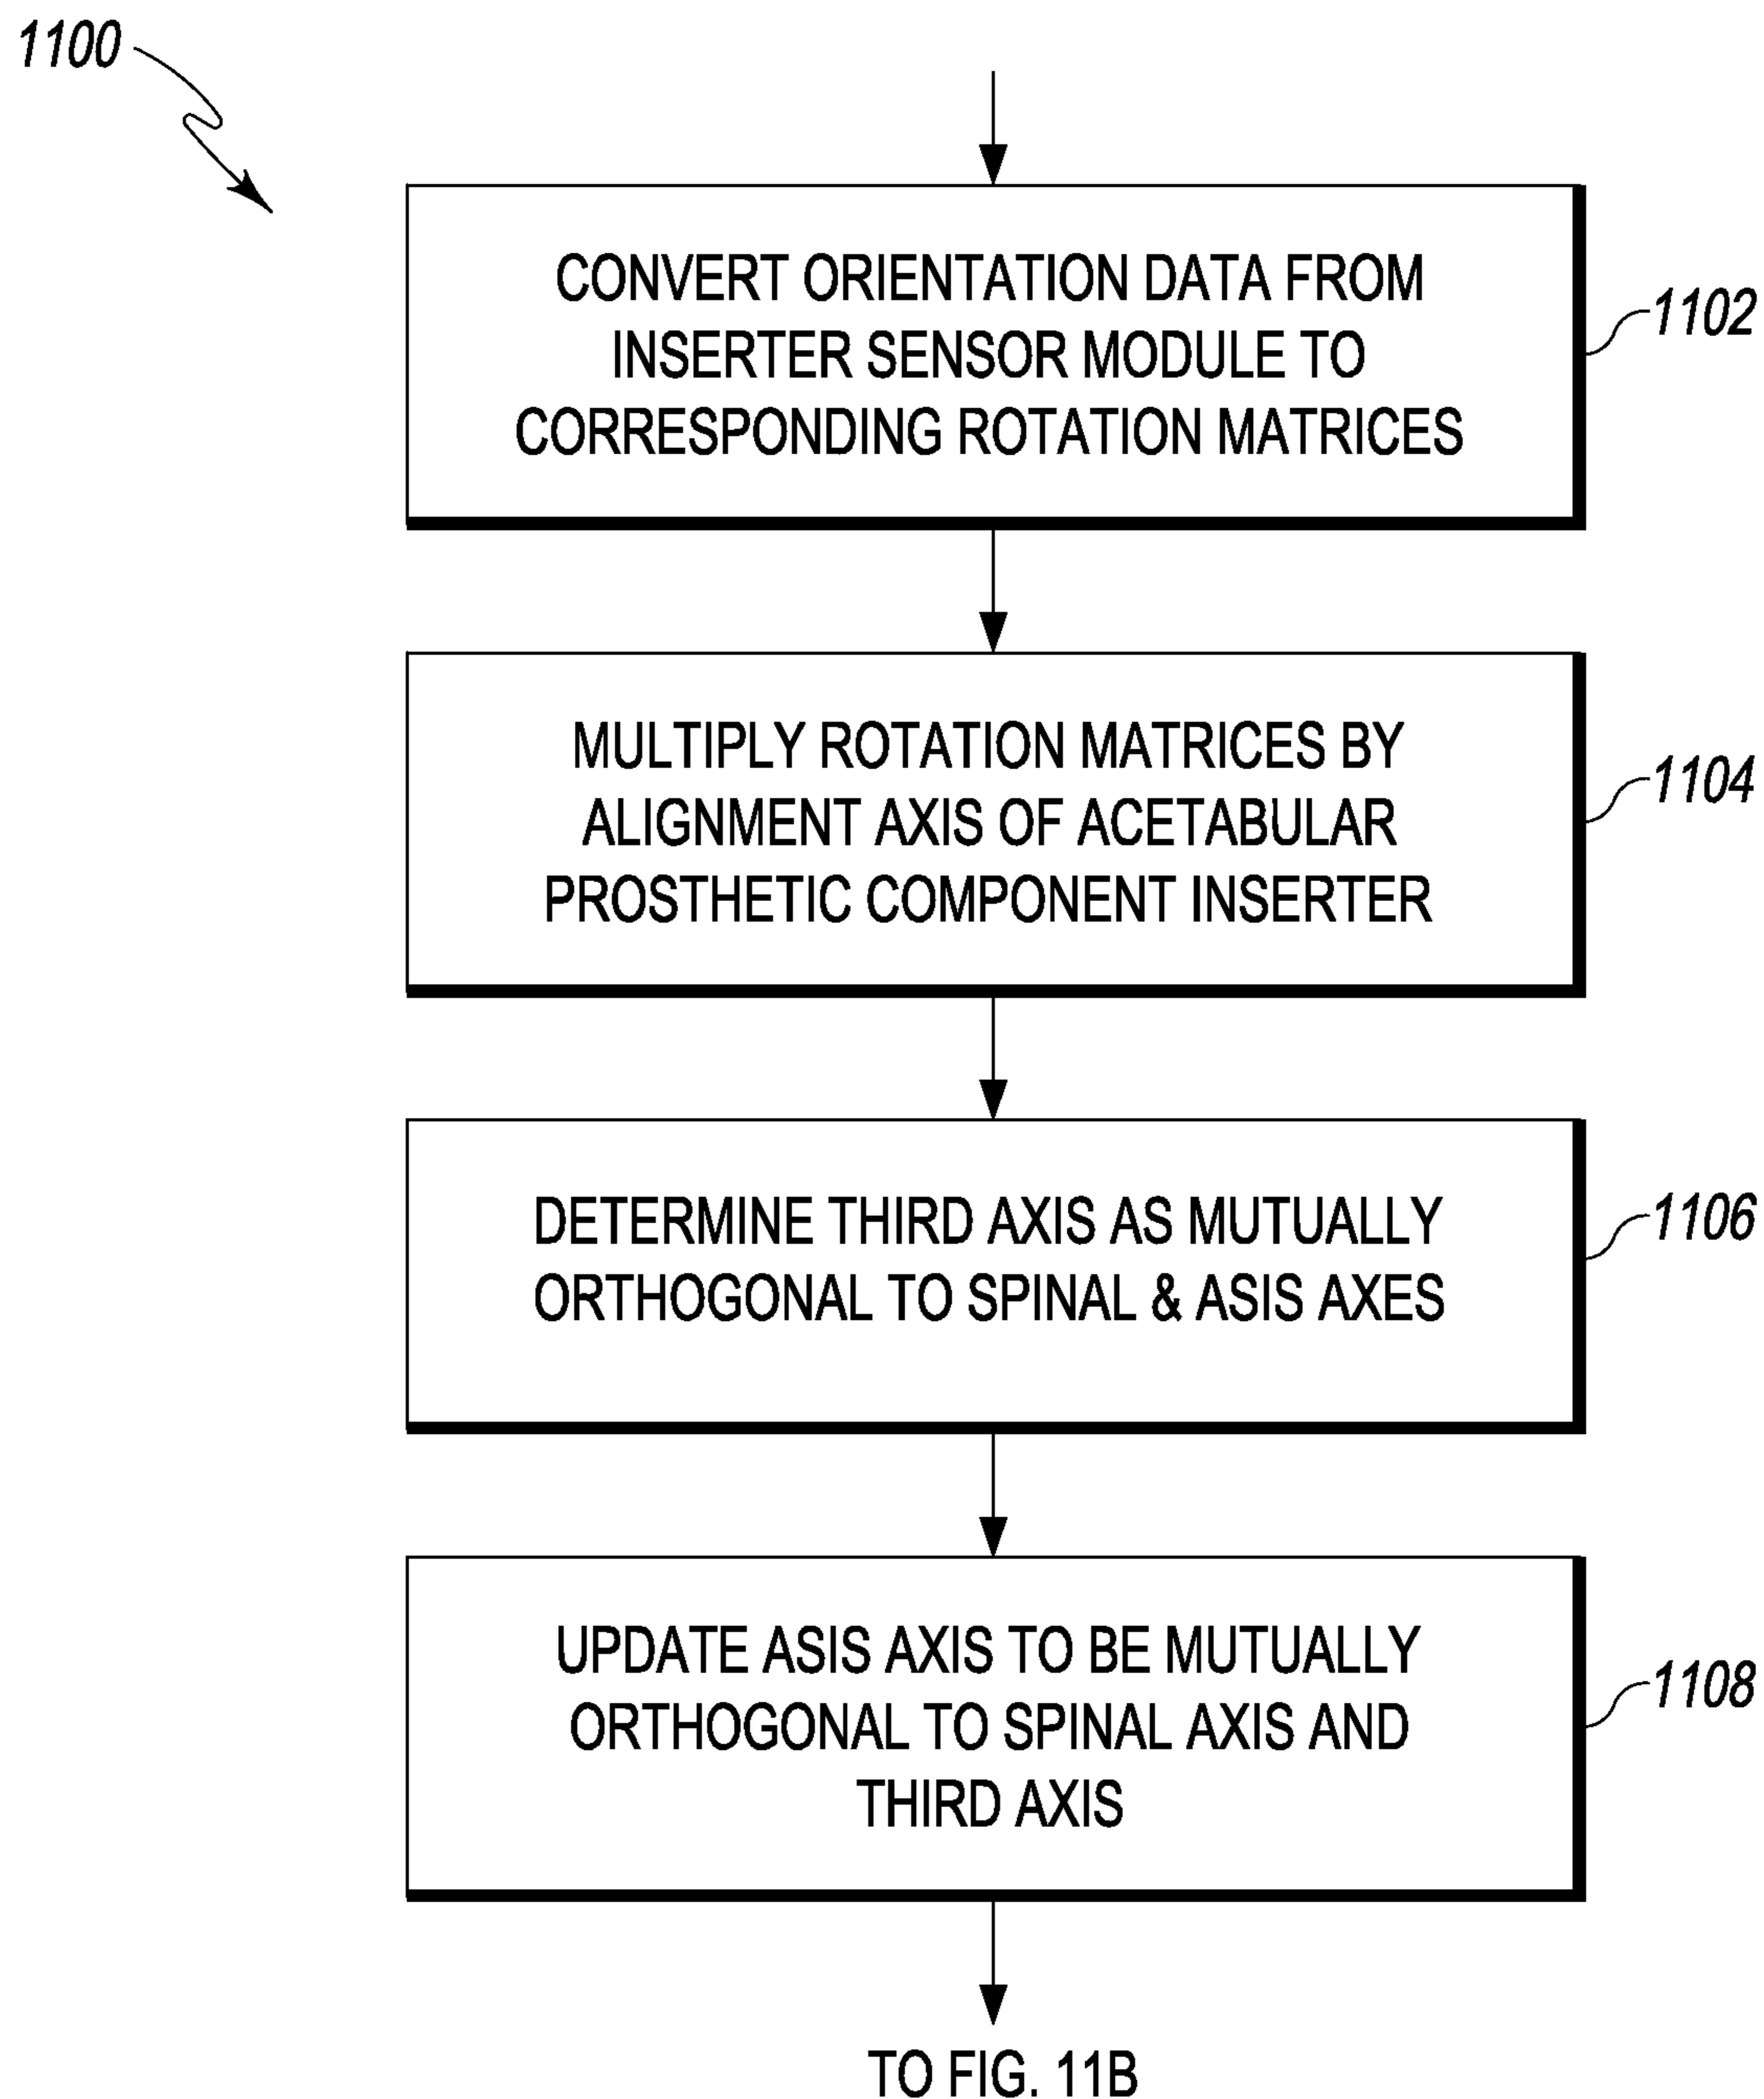 1100
CONVERT ORIENTATION DATA FROM
INSERTER SENSOR MODULE TO
CORRESPONDING ROTATION MATRICES
1102
MULTIPLY ROTATION MATRICES BY
ALIGNMENT AXIS OF ACETABULAR
PROSTHETIC COMPONENT INSERTER
1104
DETERMINE THIRD AXIS AS MUTUALLY
ORTHOGONAL TO SPINAL & ASIS AXES
1106
UPDATE ASIS AXIS TO BE MUTUALLY
ORTHOGONAL TO SPINAL AXIS AND
THIRD AXIS
1108
TO FIG. 11B